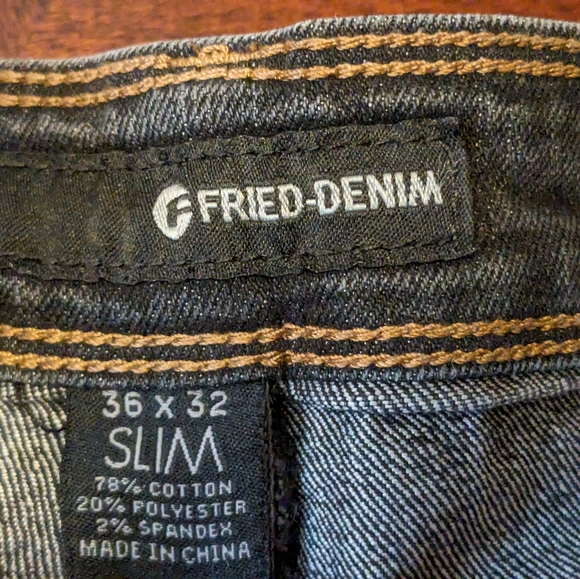 FRIED-DENIM
36 x 32
SLIM
78% COTTON
20% POLYESTER
2% SPANDEX
MADE IN CHINA